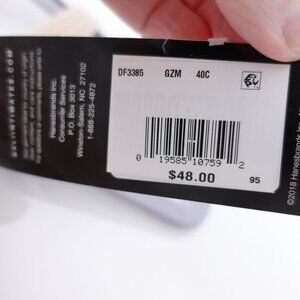 DF3385 GZM 40C
0 19585 10759 2
$48.00 95
Hanesbrands Inc.
Consumer Services
P.O. Box 3013
Winston-Salem, NC 27102
1-888-225-4872
©2018 Hanesbrands